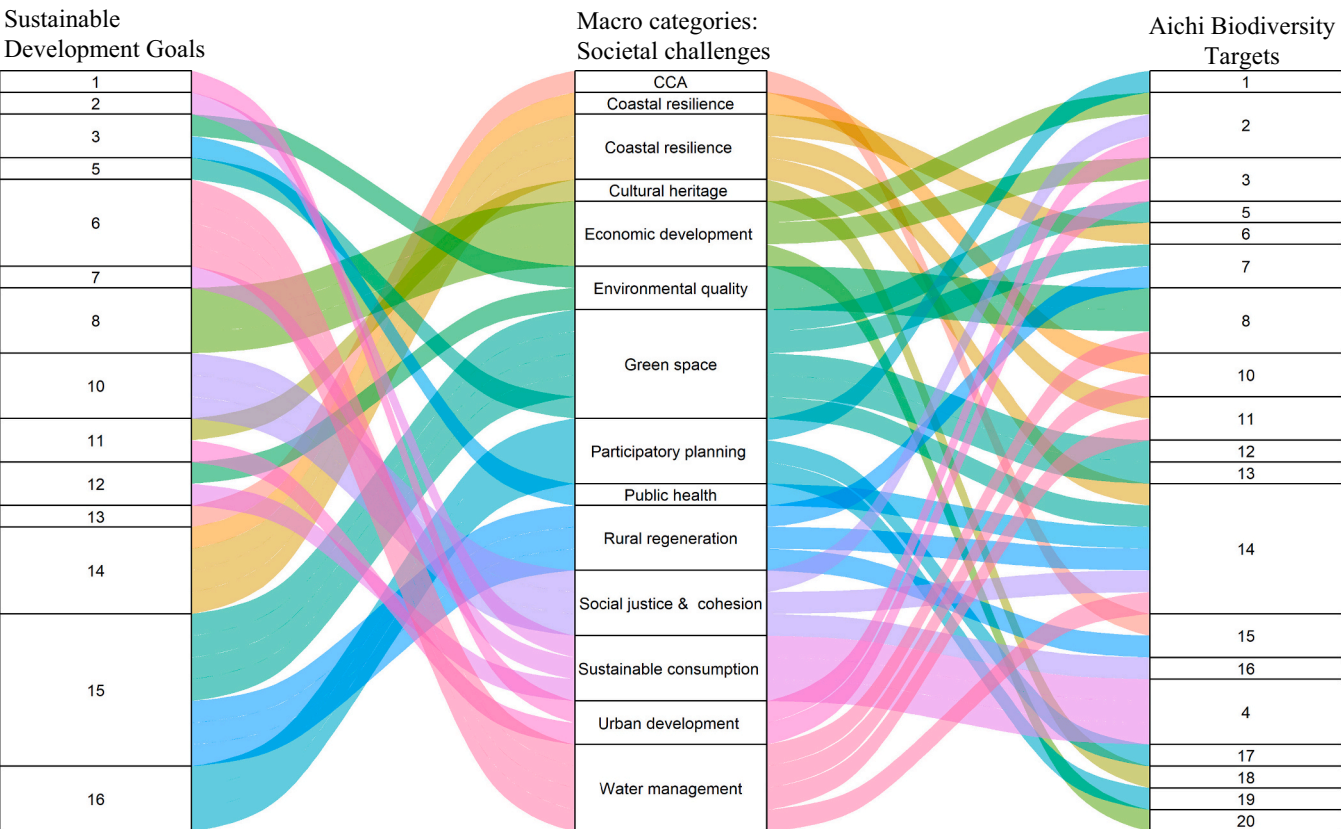 Sustainable
Development Goals
1
2
3
5
6
7
8
10
11
12
13
14
15
16
Macro categories:
Societal challenges
CCA
Coastal resilience
Coastal resilience
Cultural heritage
Economic development
Environmental quality
Green space
Participatory planning
Public health
Rural regeneration
Social justice & cohesion
Sustainable consumption
Urban development
Water management
Aichi Biodiversity
Targets
1
2
3
5
6
7
8
10
11
12
13
14
15
16
4
17
18
19
20